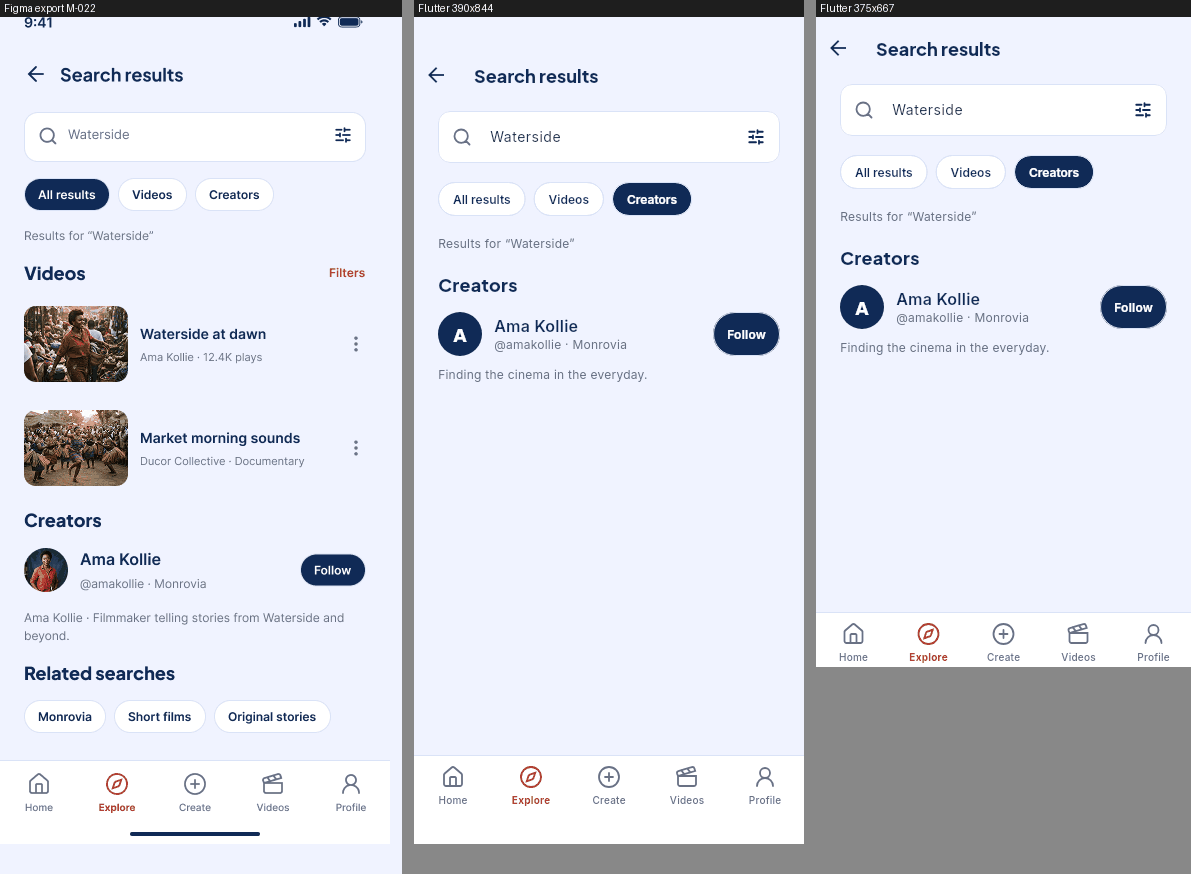 Figma export M-022
9:41
Search results
Waterside
All results
Videos
Creators
Results for “Waterside”
Videos
Filters
Waterside at dawn
Ama Kollie · 12.4K plays
Market morning sounds
Ducor Collective · Documentary
Creators
Ama Kollie
@amakollie · Monrovia
Follow
Ama Kollie · Filmmaker telling stories from Waterside and
beyond.
Related searches
Monrovia
Short films
Original stories
Home
Explore
Create
Videos
Profile
Flutter 390x844
Search results
Waterside
All results
Videos
Creators
Results for “Waterside”
Creators
A
Ama Kollie
@amakollie · Monrovia
Follow
Finding the cinema in the everyday.
Home
Explore
Create
Videos
Profile
Flutter 375x667
Search results
Waterside
All results
Videos
Creators
Results for “Waterside”
Creators
A
Ama Kollie
@amakollie · Monrovia
Follow
Finding the cinema in the everyday.
Home
Explore
Create
Videos
Profile